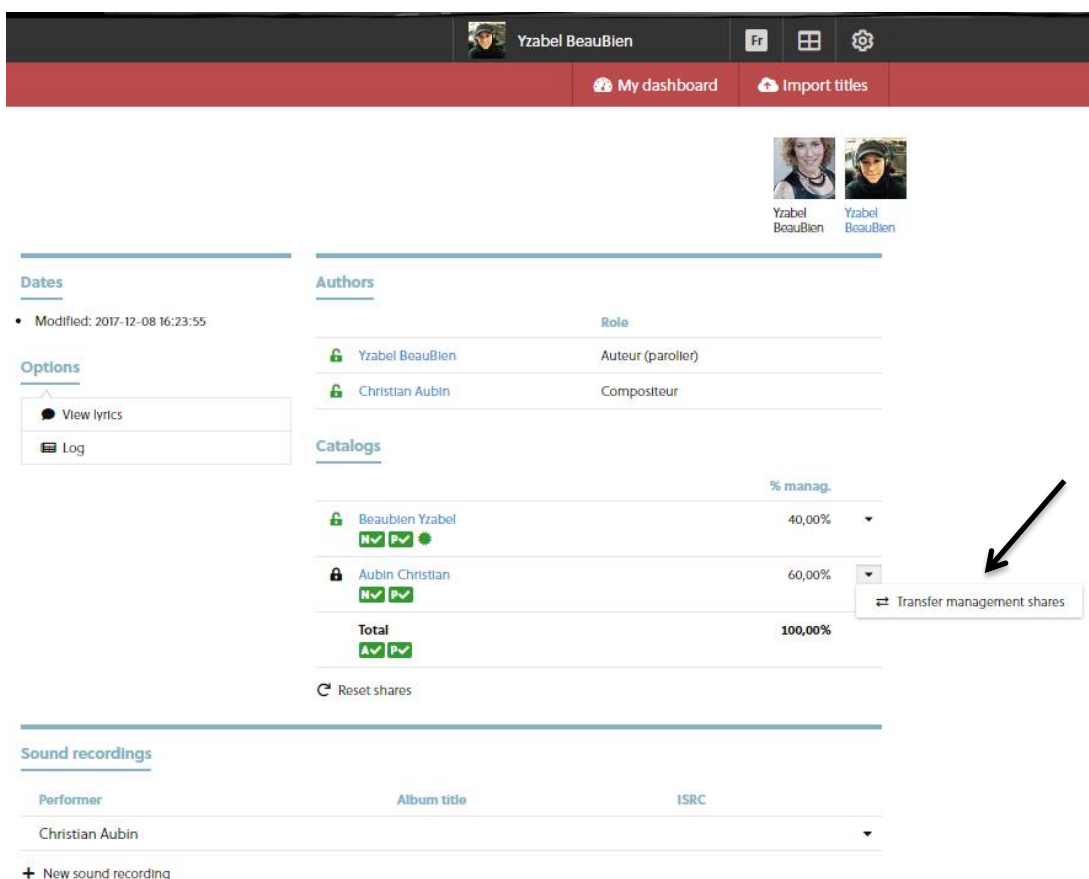 Yzabel BeauBien
Fr
My dashboard
Import titles
Yzabel
BeauBien
Yzabel
BeauBien
Dates
Modified: 2017-12-08 16:23:55
Options
View lyrics
Log
Authors
Role
Yzabel BeauBien Auteur (parolier)
Christian Aubin Compositeur
Catalogs
% manag.
Beaubien Yzabel 40,00%
N P
Aubin Christian 60,00%
N P
Transfer management shares
Total 100,00%
A P
Reset shares
Sound recordings
Performer Album title ISRC
Christian Aubin
New sound recording